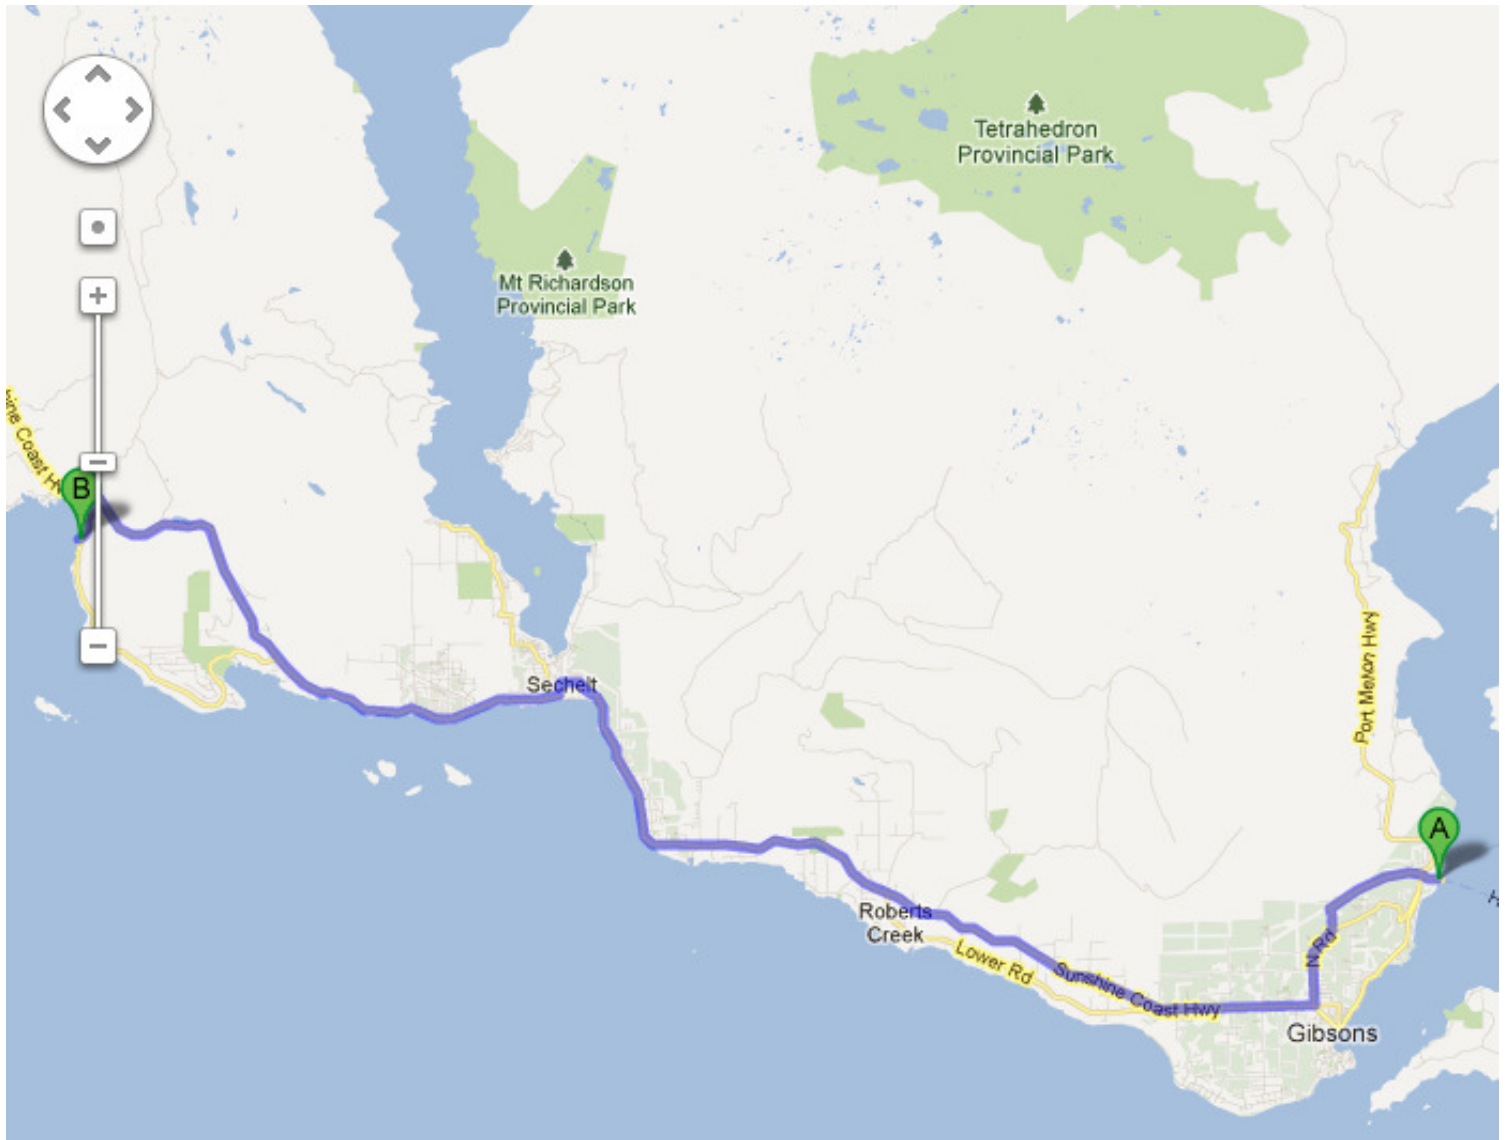 Tetrahedron
Provincial Park
Mt Richardson
Provincial Park
Coast
B
Sechelt
Port Mellon Hwy
A
Roberts
Creek
Lower Rd
Sunshine Coast Hwy
N Rd
Gibsons